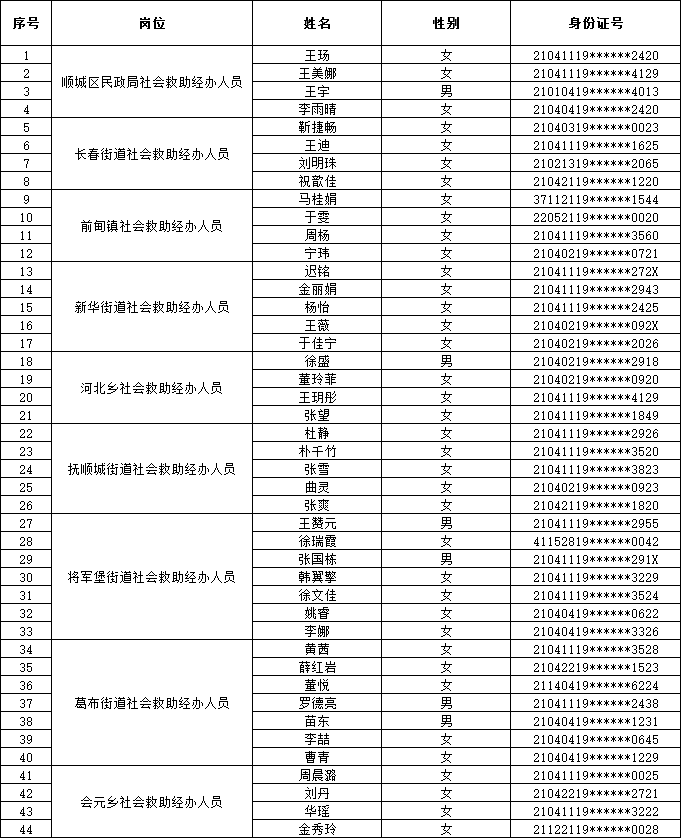 序号 岗位 姓名 性别 身份证号
1 顺城区民政局社会救助经办人员 王玚 女 21041119******2420
2 王美娜 女 21041119******4129
3 王宇 男 21010419******4013
4 李雨晴 女 21040419******2420
5 长春街道社会救助经办人员 靳捷畅 女 21040319******0023
6 王迪 女 21041119******1625
7 刘明珠 女 21021319******2065
8 祝歆佳 女 21042119******1220
9 前甸镇社会救助经办人员 马桂娟 女 37112119******1544
10 于雯 女 22052119******0020
11 周杨 女 21041119******3560
12 宁玮 女 21040219******0721
13 新华街道社会救助经办人员 迟铭 女 21041119******272X
14 金丽娟 女 21041119******2943
15 杨怡 女 21041119******2425
16 王薇 女 21040219******092X
17 于佳宁 女 21040219******2026
18 河北乡社会救助经办人员 徐盛 男 21040219******2918
19 董玲菲 女 21040219******0920
20 王玥彤 女 21041119******4129
21 张望 女 21041119******1849
22 抚顺城街道社会救助经办人员 杜静 女 21041119******2926
23 朴千竹 女 21041119******3520
24 张雪 女 21041119******3823
25 曲灵 女 21040219******0923
26 张爽 女 21042119******1820
27 将军堡街道社会救助经办人员 王赟元 男 21041119******2955
28 徐瑞霞 女 41152819******0042
29 张国栋 男 21041119******291X
30 韩翼擎 女 21041119******3229
31 徐文佳 女 21041119******3524
32 姚睿 女 21040419******0622
33 李娜 女 21040419******3326
34 葛布街道社会救助经办人员 黄茜 女 21041119******3528
35 薛红岩 女 21042219******1523
36 董悦 女 21140419******6224
37 罗德亮 男 21041119******2438
38 苗东 男 21040419******1231
39 李喆 女 21040419******0645
40 曹青 女 21040419******1229
41 会元乡社会救助经办人员 周晨潞 女 21041119******0025
42 刘丹 女 21042219******2721
43 华瑶 女 21041119******3222
44 金秀玲 女 21122119******0028